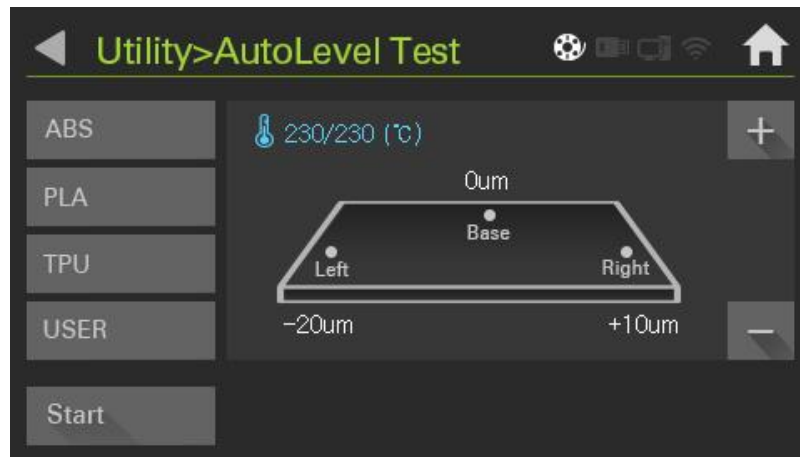 Utility>AutoLevel Test
ABS
PLA
TPU
USER
Start
230/230 (℃)
+
0um
Base
Left
Right
-20um
+10um
-